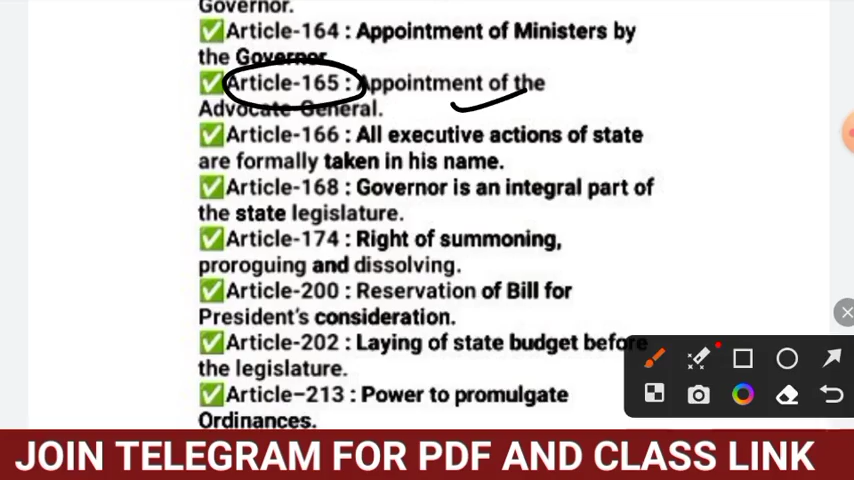 Governor.
✅Article-164 : Appointment of Ministers by
the Governor
✅Article-165 : Appointment of the
Advocate General.
✅Article-166 : All executive actions of state
are formally taken in his name.
✅Article-168 : Governor is an integral part of
the state legislature.
✅Article-174 : Right of summoning,
proroguing and dissolving.
✅Article-200 : Reservation of Bill for
President's consideration.
✅Article-202 : Laying of state budget before
the legislature.
✅Article–213 : Power to promulgate
Ordinances.
JOIN TELEGRAM FOR PDF AND CLASS LINK